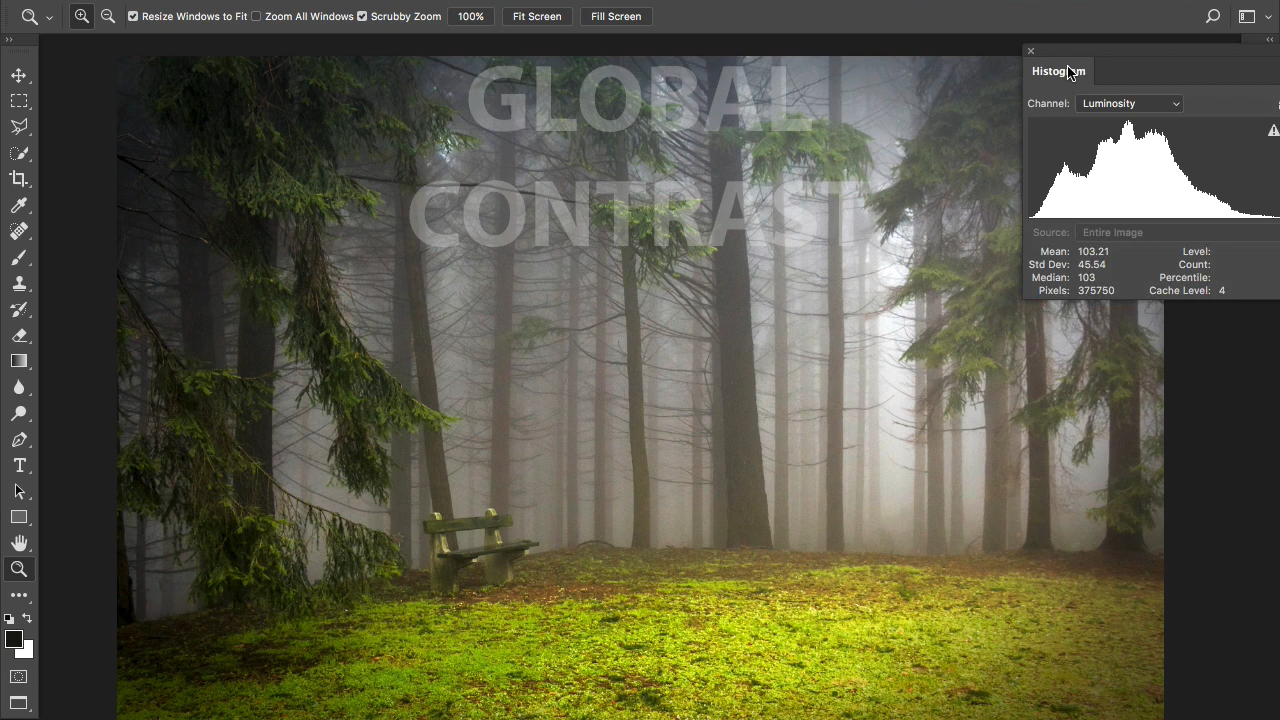 Resize Windows to Fit Zoom All Windows Scrubby Zoom 100% Fit Screen Fill Screen
GLOBAL
CONTRAST
Histogram
Channel: Luminosity
Source: Entire Image
Mean: 103.21 Level:
Std Dev: 45.54 Count:
Median: 103 Percentile:
Pixels: 375750 Cache Level: 4